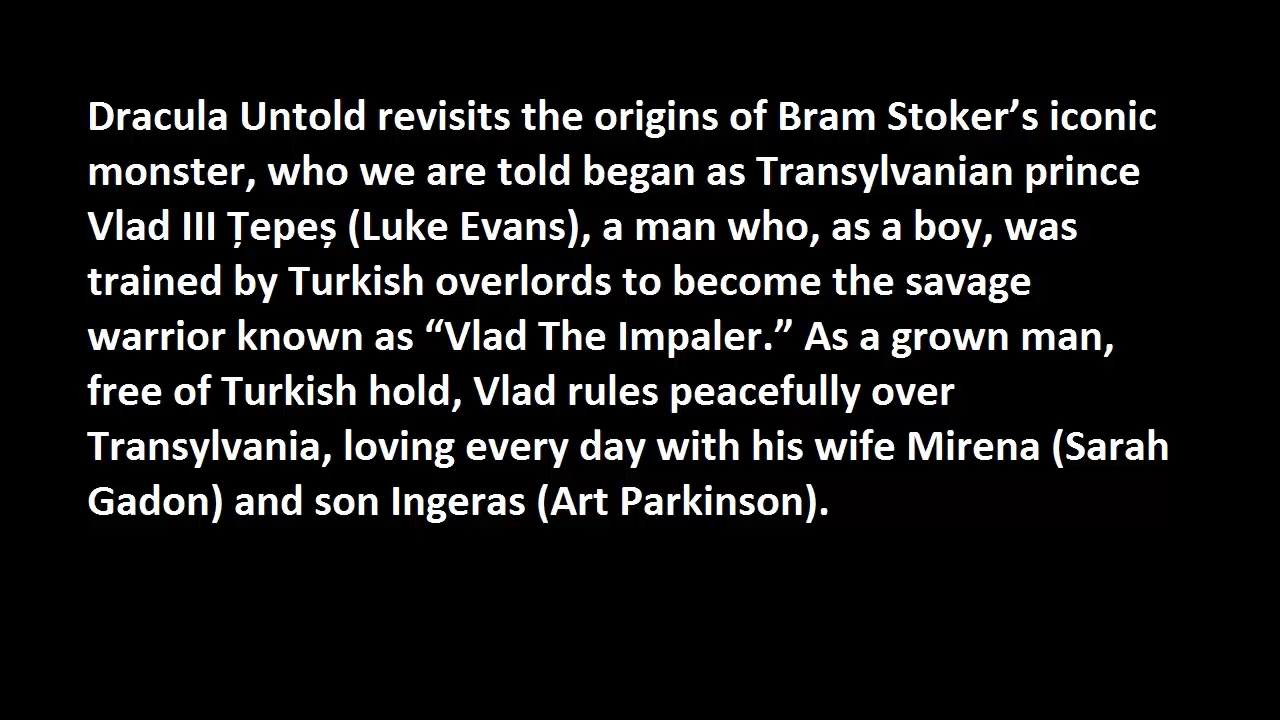 Dracula Untold revisits the origins of Bram Stoker’s iconic
monster, who we are told began as Transylvanian prince
Vlad III Țepeș (Luke Evans), a man who, as a boy, was
trained by Turkish overlords to become the savage
warrior known as “Vlad The Impaler.” As a grown man,
free of Turkish hold, Vlad rules peacefully over
Transylvania, loving every day with his wife Mirena (Sarah
Gadon) and son Ingeras (Art Parkinson).